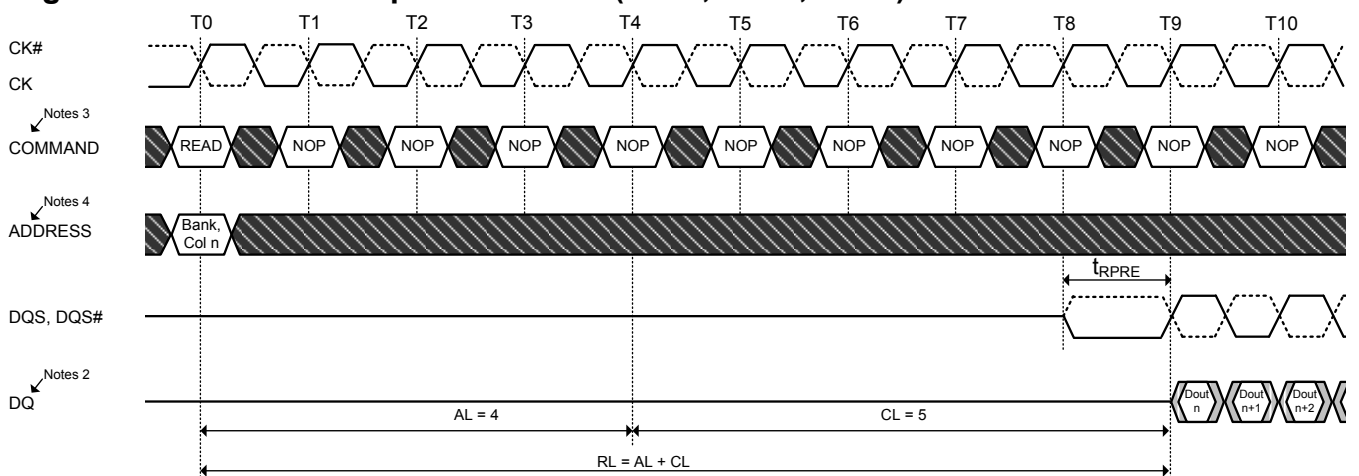 T0 T1 T2 T3 T4 T5 T6 T7 T8 T9 T10
CK#
CK
Notes 3
COMMAND READ NOP NOP NOP NOP NOP NOP NOP NOP NOP NOP
Notes 4
ADDRESS
Bank,
Col n
tRPRE
DQS, DQS#
Notes 2
DQ
Dout
n
Dout
n+1
Dout
n+2
AL = 4
CL = 5
RL = AL + CL